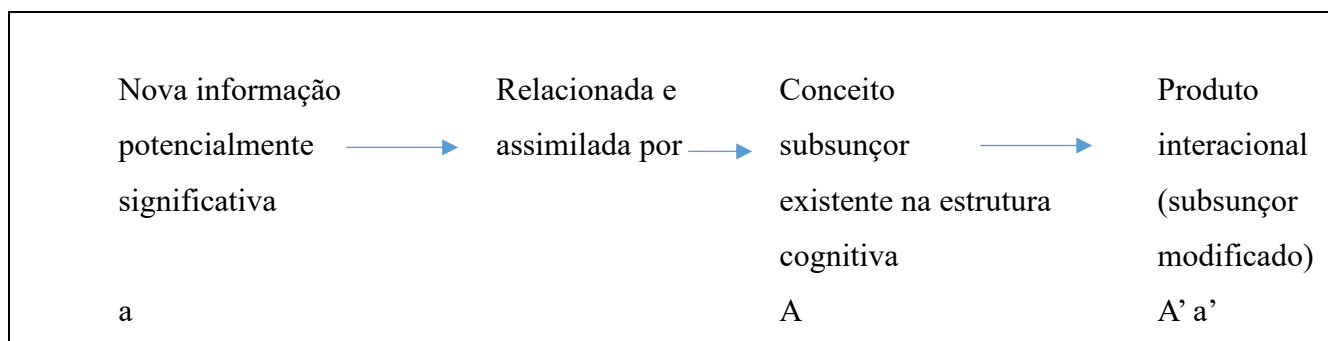 Nova informação
potencialmente
significativa
a
Relacionada e
assimilada por
Conceito
subsunçor
existente na estrutura
cognitiva
A
Produto
interacional
(subsunçor
modificado)
A’ a’